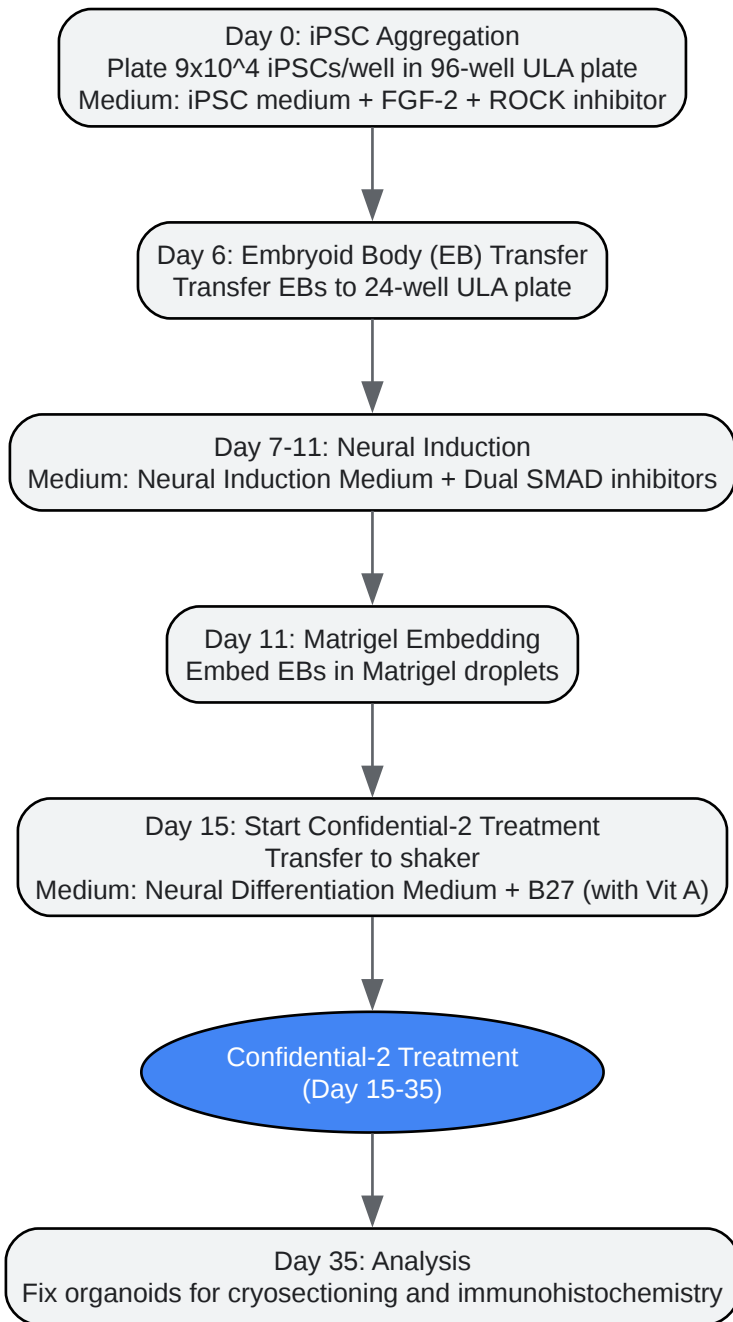 Day 0: iPSC Aggregation
Plate 9x10^4 iPSCs/well in 96-well ULA plate
Medium: iPSC medium + FGF-2 + ROCK inhibitor
Day 6: Embryoid Body (EB) Transfer
Transfer EBs to 24-well ULA plate
Day 7-11: Neural Induction
Medium: Neural Induction Medium + Dual SMAD inhibitors
Day 11: Matrigel Embedding
Embed EBs in Matrigel droplets
Day 15: Start Confidential-2 Treatment
Transfer to shaker
Medium: Neural Differentiation Medium + B27 (with Vit A)
Confidential-2 Treatment
(Day 15-35)
Day 35: Analysis
Fix organoids for cryosectioning and immunohistochemistry